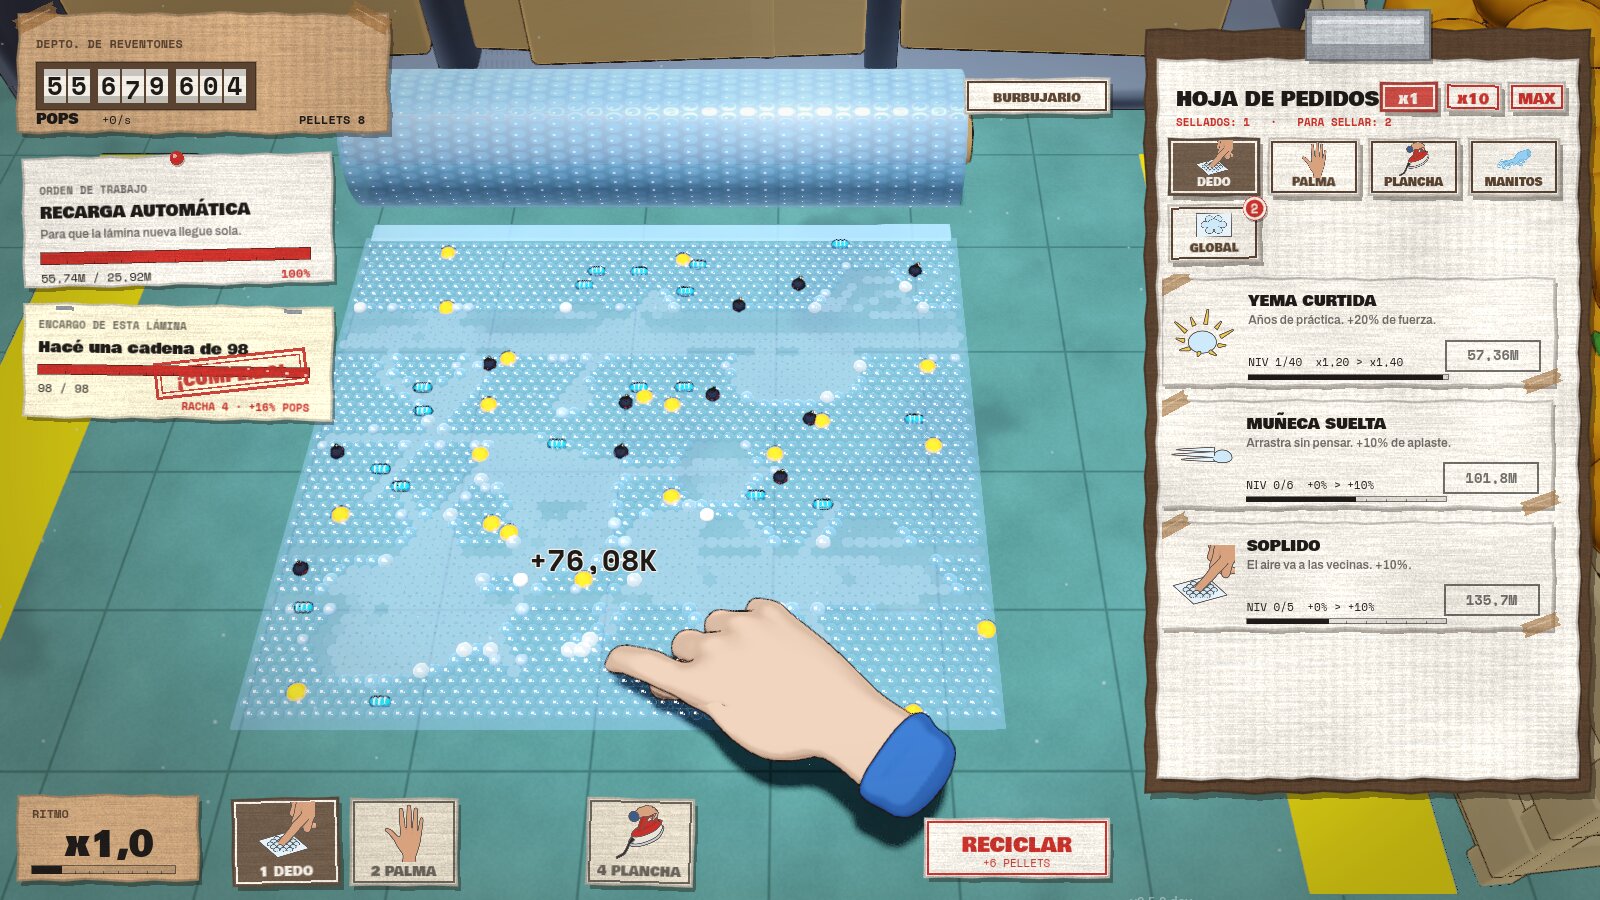 DEPTO. DE REVENTONES
55 679 604
POPS +0/s PELLETS 8
ORDEN DE TRABAJO
RECARGA AUTOMÁTICA
Para que la lámina nueva llegue sola.
55,74M / 25,92M 100%
ENCARGO DE ESTA LÁMINA
Hacé una cadena de 98
98 / 98
RACHA 4 · +16% POPS
BURBUJARIO
+76,08K
HOJA DE PEDIDOS x1 x10 MAX
SELLADOS: 1 · PARA SELLAR: 2
DEDO PALMA PLANCHA MANITOS
2
GLOBAL
YEMA CURTIDA
Años de práctica. +20% de fuerza.
NIV 1/40 x1,20 > x1,40 57,36M
MUÑECA SUELTA
Arrastra sin pensar. +10% de aplaste.
NIV 0/6 +0% > +10% 101,8M
SOPLIDO
El aire va a las vecinas. +10%.
NIV 0/5 +0% > +10% 135,7M
RITMO
x1,0
1 DEDO 2 PALMA 4 PLANCHA
RECICLAR
+6 PELLETS